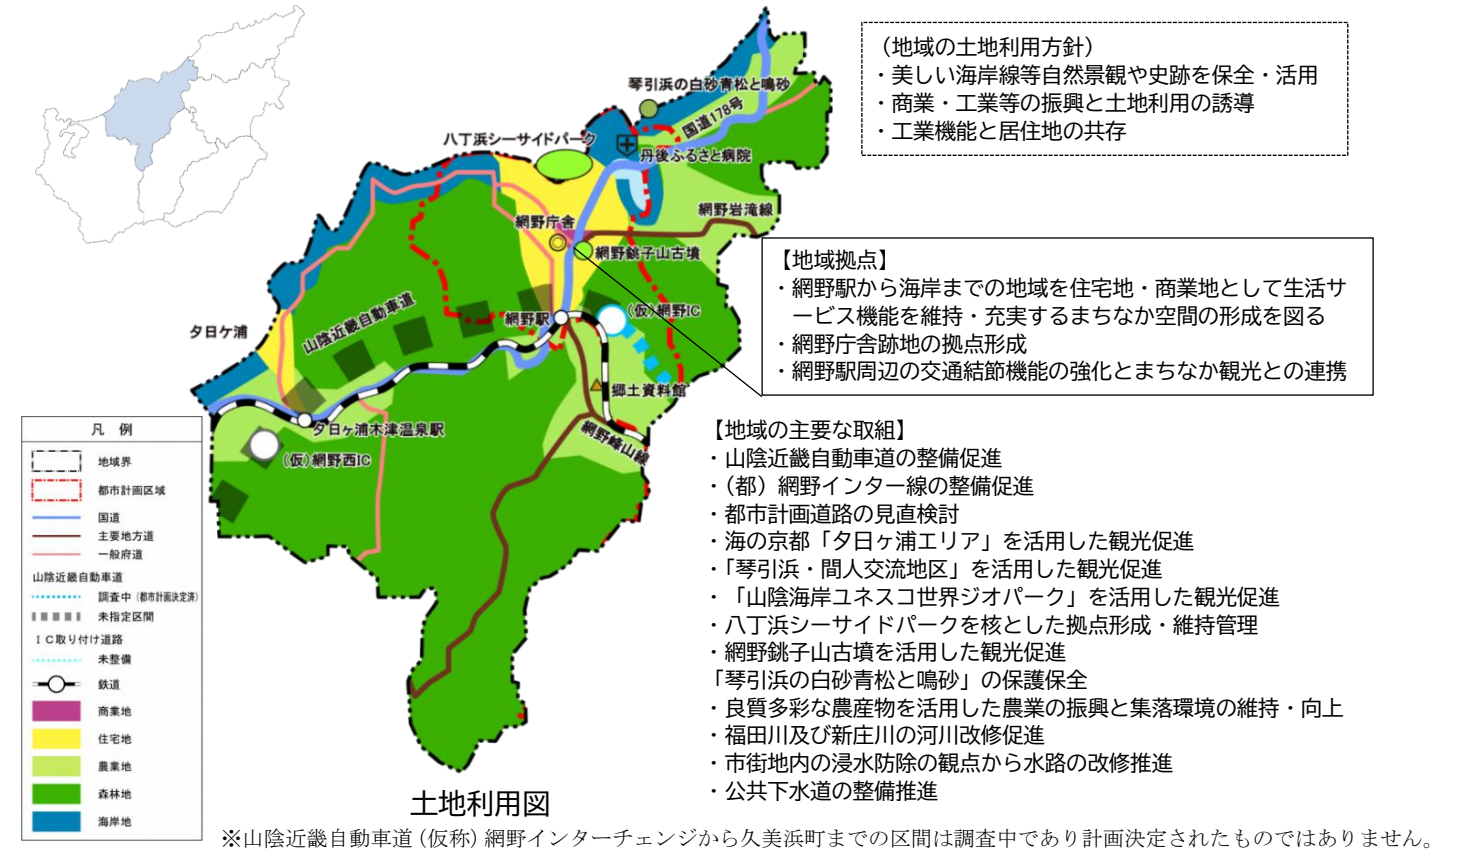 (地域の土地利用方針)
・美しい海岸線等自然景観や史跡を保全・活用
・商業・工業等の振興と土地利用の誘導
・工業機能と居住地の共存
琴引浜の白砂青松と鳴砂
国道178号
八丁浜シーサイドパーク
丹後ふるさと病院
網野岩滝線
網野庁舎
網野銚子山古墳
【地域拠点】
・網野駅から海岸までの地域を住宅地・商業地として生活サ
ービス機能を維持・充実するまちなか空間の形成を図る
・網野庁舎跡地の拠点形成
・網野駅周辺の交通結節機能の強化とまちなか観光との連携
山陰近畿自動車道
網野駅
(仮)網野IC
夕日ケ浦
郷土資料館
夕日ヶ浦木津温泉駅
網野峰山線
(仮)網野西IC
凡 例
地域界
都市計画区域
国道
主要地方道
一般府道
山陰近畿自動車道
調査中(都市計画決定済)
未指定区間
IC取り付け道路
未整備
鉄道
商業地
住宅地
農業地
森林地
海岸地
【地域の主要な取組】
・山陰近畿自動車道の整備促進
・(都)網野インター線の整備促進
・都市計画道路の見直検討
・海の京都「夕日ヶ浦エリア」を活用した観光促進
・「琴引浜・間人交流地区」を活用した観光促進
・「山陰海岸ユネスコ世界ジオパーク」を活用した観光促進
・八丁浜シーサイドパークを核とした拠点形成・維持管理
・網野銚子山古墳を活用した観光促進
「琴引浜の白砂青松と鳴砂」の保護保全
・良質多彩な農産物を活用した農業の振興と集落環境の維持・向上
・福田川及び新庄川の河川改修促進
・市街地内の浸水防除の観点から水路の改修推進
・公共下水道の整備推進
土地利用図
※山陰近畿自動車道(仮称)網野インターチェンジから久美浜町までの区間は調査中であり計画決定されたものではありません。